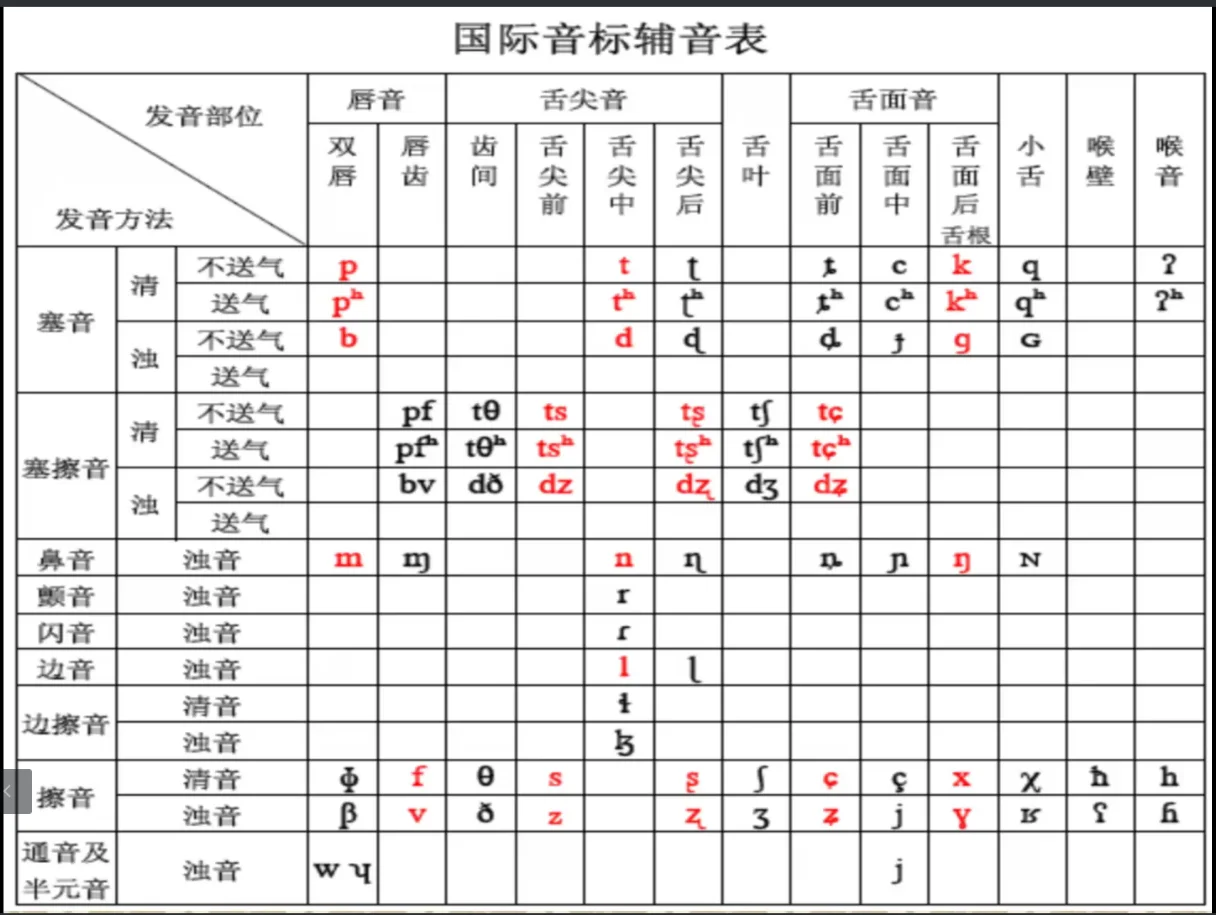 国际音标辅音表
发音部位 唇音 舌尖音 舌叶 舌面音 小舌 喉壁 喉音
发音方法 双唇 唇齿 齿间 舌尖前 舌尖中 舌尖后 舌面前 舌面中 舌面后 舌根
塞音 清 不送气 p t ʈ ȶ c k q ʔ
送气 pʰ tʰ ʈʰ ȶʰ cʰ kʰ qʰ ʔʰ
浊 不送气 b d ɖ ȡ ɟ g ɢ
送气
塞擦音 清 不送气 pf tθ ts tʂ tʃ tɕ
送气 pfʰ tθʰ tsʰ tʂʰ tʃʰ tɕʰ
浊 不送气 bv dð dz dʐ dʒ dʑ
送气
鼻音 浊音 m ɱ n ɳ ȵ ɲ ŋ ɴ
颤音 浊音 r
闪音 浊音 ɾ
边音 浊音 l ɭ
边擦音 清音 ɬ
浊音 ɮ
擦音 清音 ɸ f θ s ʂ ʃ ɕ ç x χ ħ h
浊音 β v ð z ʐ ʒ ʑ j ɣ ʁ ʕ ɦ
通音及半元音 浊音 w ɥ j